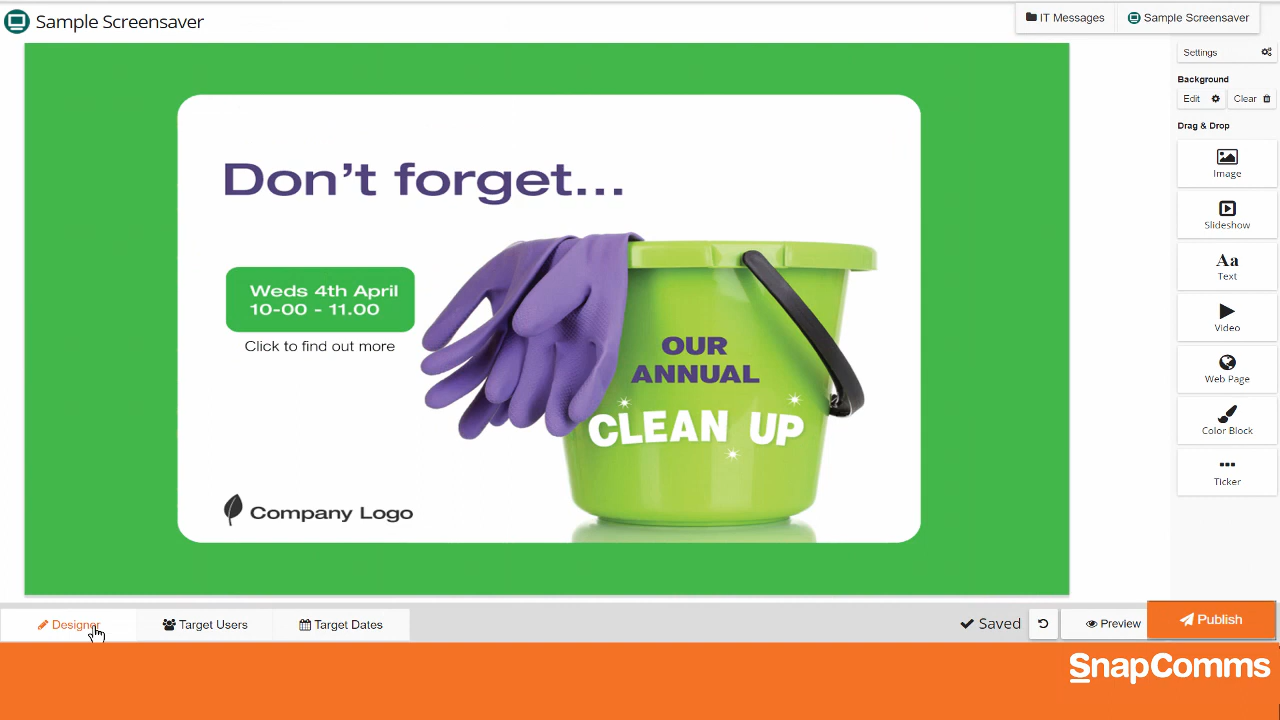 Sample Screensaver
IT Messages
Sample Screensaver
Settings
Background
Edit
Clear
Drag & Drop
Image
Slideshow
Aa
Text
Video
Web Page
Color Block
Ticker
Don't forget...
Weds 4th April
10-00 - 11.00
Click to find out more
OUR
ANNUAL
CLEAN UP
Company Logo
Designer
Target Users
Target Dates
Saved
Preview
Publish
SnapComms